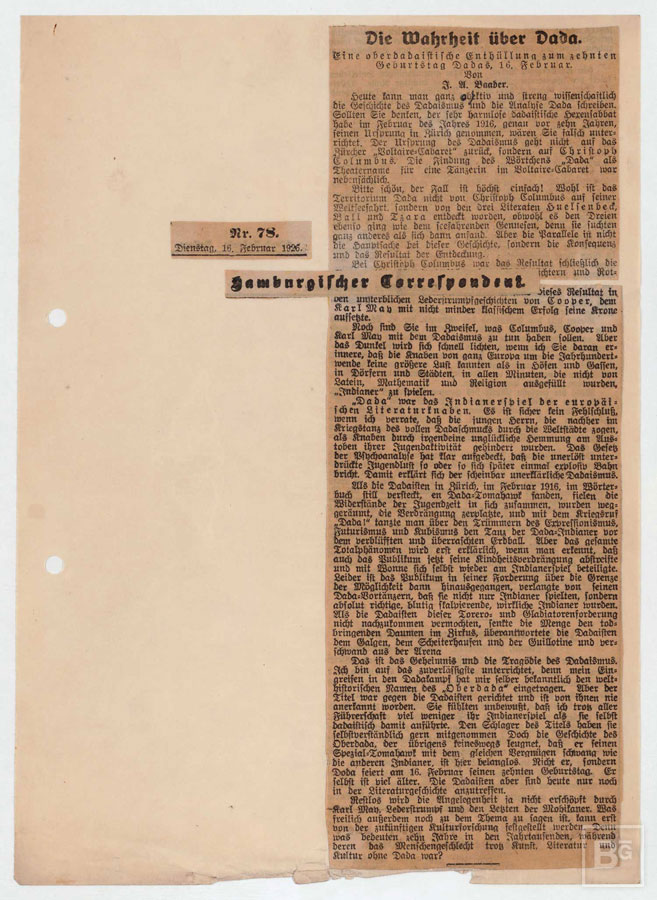 Die Wahrheit über Dada.
Eine oberdadaistische Enthüllung zum zehnten
Geburtstag Dadas, 16. Februar.
Von
J. A. Baader.
Heute kann man ganz objektiv und streng wissenschaftlich
die Geschichte des Dadaismus und die Analyse Dada schreiben.
Sollten Sie denken, der sehr harmlose dadaistische Hexensabbat
habe im Februar des Jahres 1916, genau vor zehn Jahren,
seinen Ursprung in Zürich genommen, wären Sie falsch unter-
richtet. Der Ursprung des Dadaismus geht nicht auf das
Zürcher „Voltaire-Cabaret“ zurück, sondern auf Christoph
Columbus. Die Findung des Wörtchens „Dada“ als
Theatername für eine Tänzerin im Voltaire-Cabaret war
nebensächlich.
Bitte schön, der Fall ist höchst einfach! Wohl ist das
Territorium Dada nicht von Christoph Columbus auf seiner
Weltseefahrt, sondern von den drei Literaten Huelsenbeck,
Ball und Tzara entdeckt worden, obwohl es den Dreien
ebenso ging wie dem seefahrenden Genuesen, denn sie suchten
ganz anderes als sich dann anfand. Aber die Parallele ist nicht
die Hauptsache bei dieser Geschichte, sondern die Konsequenz
und das Resultat der Entdeckung.
Bei Christoph Columbus war das Resultat schließlich die
ichtern und Rot-
Nr. 78.
Dienstag, 16. Februar 1926.
Hamburgischer Correspondent.
dieses Resultat in
den unsterblichen Lederstrumpfgeschichten von Cooper, dem
Karl May mit nicht minder klassischem Erfolg seine Krone
aufsetzte.
Noch sind Sie im Zweifel, was Columbus, Cooper und
Karl May mit dem Dadaismus zu tun haben sollen. Aber
das Dunkel wird sich schnell lichten, wenn ich Sie daran er-
innere, daß die Knaben von ganz Europa um die Jahrhundert-
wende keine größere Lust kannten als in Höfen und Gassen,
in Dörfern und Städten, in allen Minuten, die nicht von
Latein, Mathematik und Religion ausgefüllt wurden,
„Indianer“ zu spielen.
„Dada“ war das Indianerspiel der europäi-
schen Literaturknaben. Es ist sicher kein Fehlschluß,
wenn ich verrate, daß die jungen Herrn, die nachher im
Kriegstanz des vollen Dadaschmucks durch die Weltstädte zogen,
als Knaben durch irgendeine unglückliche Hemmung am Aus-
toben ihrer Jugendaktivität gehindert wurden. Das Gesetz
der Psychoanalyse hat klar aufgedeckt, daß die unerlöst unter-
drückte Jugendlust so oder so sich später einmal explosiv Bahn
bricht. Damit erklärt sich der scheinbar unerklärliche Dadaismus.
Als die Dadaisten in Zürich, im Februar 1916, im Wörter-
buch still versteckt, en Dada-Tomahawk fanden, fielen die
Widerstände der Jugendzeit in sich zusammen, wurden weg-
geräumt, die Verdrängung zerplatzte, und mit dem Kriegsruf
„Dada!“ tanzte man über den Trümmern des Expressionismus,
Futurismus und Kubismus den Tanz der Dada-Indianer vor
dem verblüfften und überraschten Erdball. Aber das gesamte
Totalphänomen wird erst erklärlich, wenn man erkennt, daß
auch das Publikum jetzt seine Kindheitsverdrängung abstreifte
und mit Wonne sich selbst wieder am Indianerspiel beteiligte.
Leider ist das Publikum in seiner Forderung über die Grenze
der Möglichkeit dann hinausgegangen, verlangte von seinen
Dada-Vortänzern, daß sie nicht nur Indianer spielten, sondern
absolut richtige, blutig skalpierende, wirkliche Indianer wurden.
Als die Dadaisten dieser Torero- und Gladiatorenforderung
nicht nachzukommen vermochten, senkte die Menge den tod-
bringenden Daumen im Zirkus, überantwortete die Dadaisten
dem Galgen, dem Scheiterhaufen und der Guillotine und ver-
schwand aus der Arena
Das ist das Geheimnis und die Tragödie des Dadaismus.
Ich bin auf das zuverlässigste unterrichtet, denn mein Ein-
greifen in den Dadakampf hat mir selber bekanntlich den welt-
historischen Namen des „Oberdada“ eingetragen. Aber der
Titel war gegen die Dadaisten gerichtet und ist von ihnen nie
anerkannt worden. Sie fühlten unbewußt, daß ich trotz aller
Führerschaft viel weniger ihr Indianerspiel als sie selbst
dadaistisch damit aufführte. Den Schlager des Titels haben sie
selbstverständlich gern mitgenommen Doch die Geschichte des
Oberdada, der übrigens keineswegs leugnet, daß er seinen
Spezial-Tomahawk mit dem gleichen Vergnügen schwang wie
die anderen Indianer, ist hier belanglos. Nicht er, sondern
Dada feiert am 16. Februar seinen zehnten Geburtstag. Er
selbst ist viel älter. Die Dadaisten aber sind heute nur noch
in der Literaturgeschichte anzutreffen.
Restlos wird die Angelegenheit ja nicht erschöpft durch
Karl May, Lederstrumpf und den Letzten der Mohikaner. Was
freilich außerdem noch zu dem Thema zu sagen ist, kann erst
von der zukünftigen Kulturforschung festgestellt werden. Denn
was bedeuten zehn Jahre in den Jahrtausenden, während
deren das Menschengeschlecht trotz Kunst, Literatur und
Kultur ohne Dada war?
BG